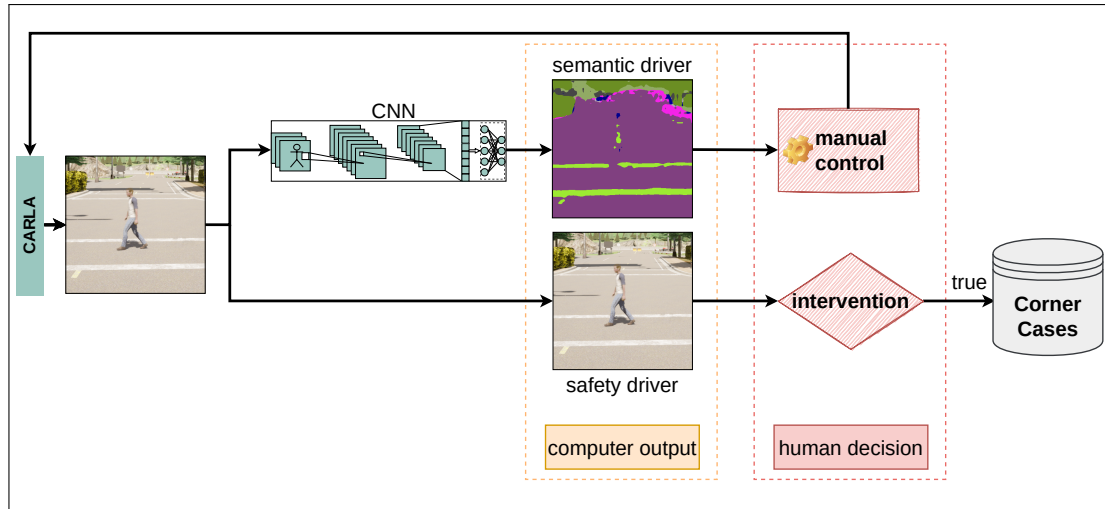 semantic driver
CNN
manual
control
CARLA
intervention
true
Corner
Cases
safety driver
computer output
human decision